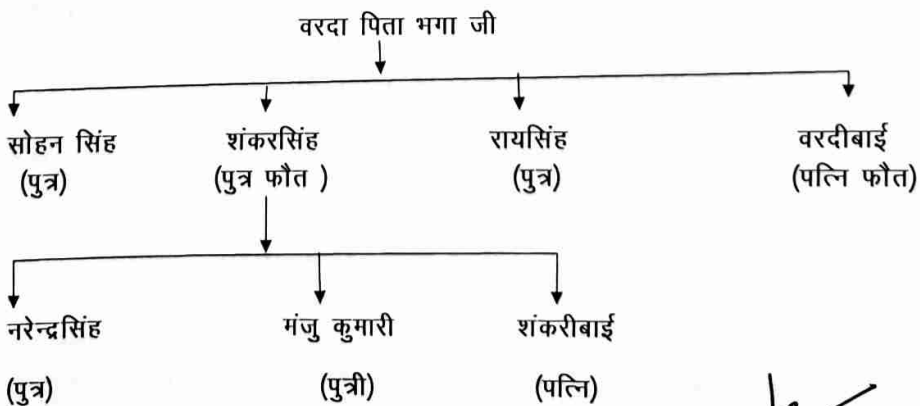 वरदा पिता भगा जी
सोहन सिंह शंकरसिंह रायसिंह वरदीबाई
(पुत्र) (पुत्र फौत ) (पुत्र) (पत्नि फौत)
नरेन्द्रसिंह मंजु कुमारी शंकरीबाई
(पुत्र) (पुत्री) (पत्नि)